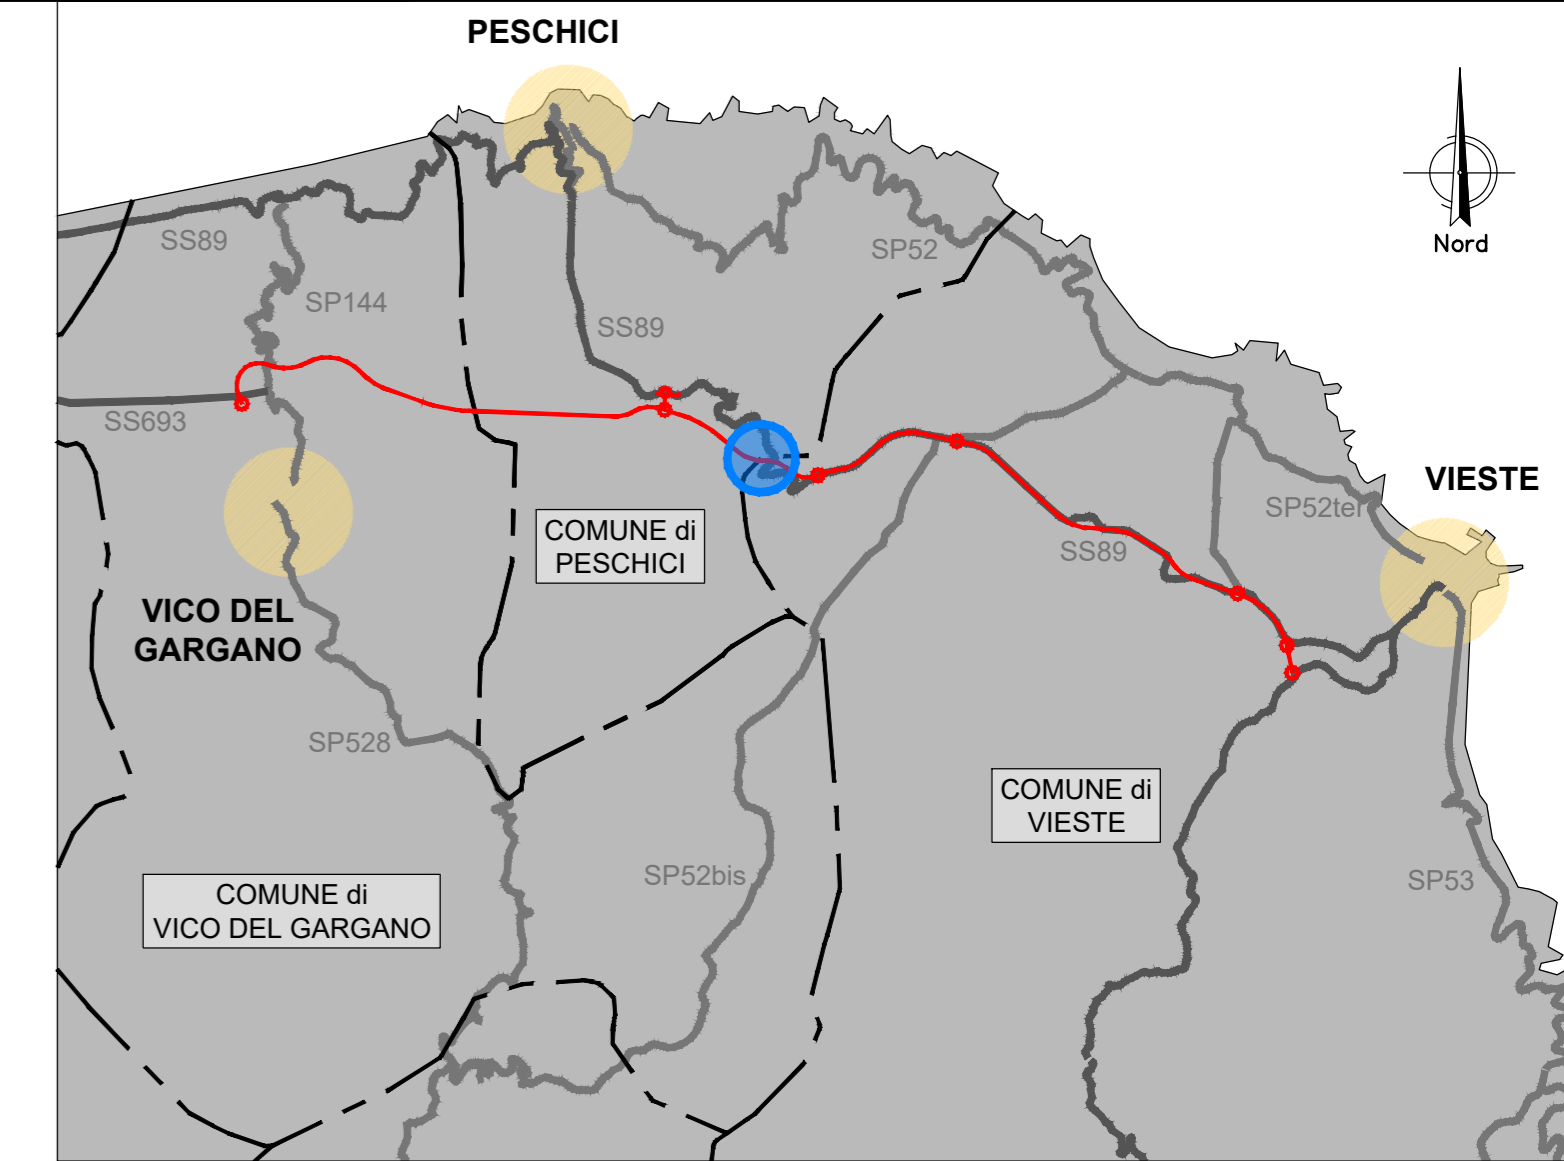 PESCHICI
Nord
SS89
SP52
SP144
SS89
SS693
VIESTE
SP52ter
COMUNE di
PESCHICI
SS89
VICO DEL
GARGANO
SP528
COMUNE di
VIESTE
SP52bis
SP53
COMUNE di
VICO DEL GARGANO